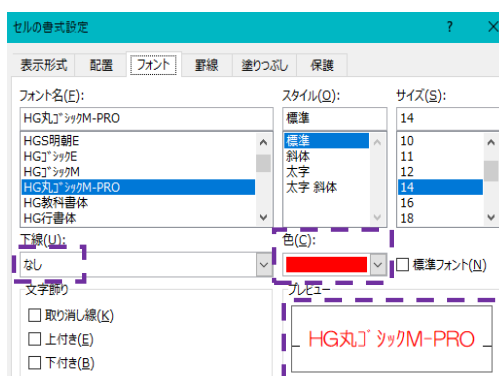 セルの書式設定 ? ×
表示形式 配置 フォント 罫線 塗りつぶし 保護
フォント名(F): スタイル(O): サイズ(S):
HG丸ｺﾞｼｯｸM-PRO 標準 14
HGS明朝E 標準 10
HGｺﾞｼｯｸE 斜体 11
HGｺﾞｼｯｸM 太字 12
HG丸ｺﾞｼｯｸM-PRO 太字 斜体 14
HG教科書体 16
HG行書体 18
下線(U): 色(C):
なし 標準フォント(N)
文字飾り プレビュー
取り消し線(K)
上付き(E)
下付き(B)
HG丸ｺﾞｼｯｸM-PRO